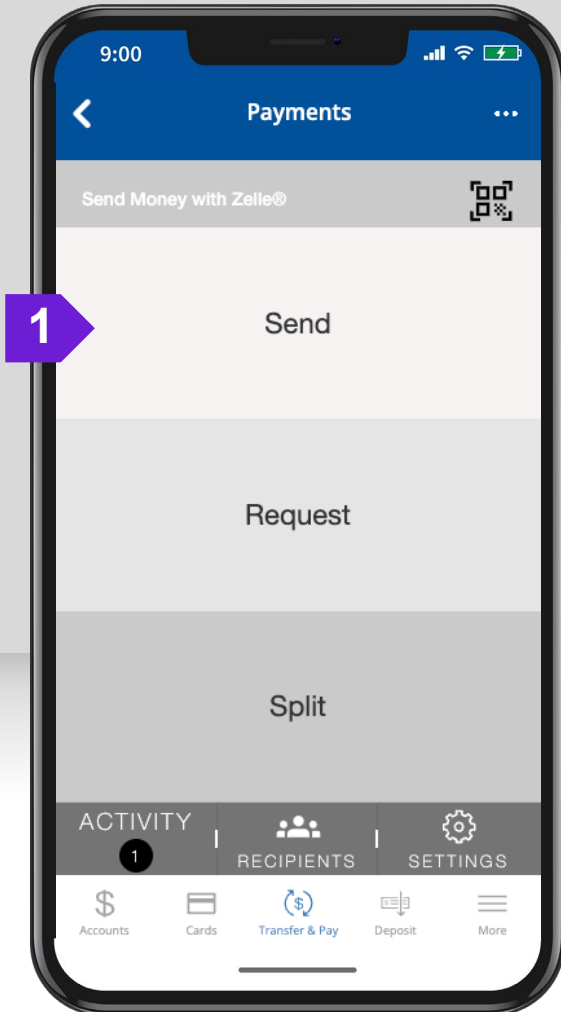 9:00
Payments
Send Money with Zelle®
1
Send
Request
Split
ACTIVITY
1
RECIPIENTS
SETTINGS
Accounts
Cards
Transfer & Pay
Deposit
More